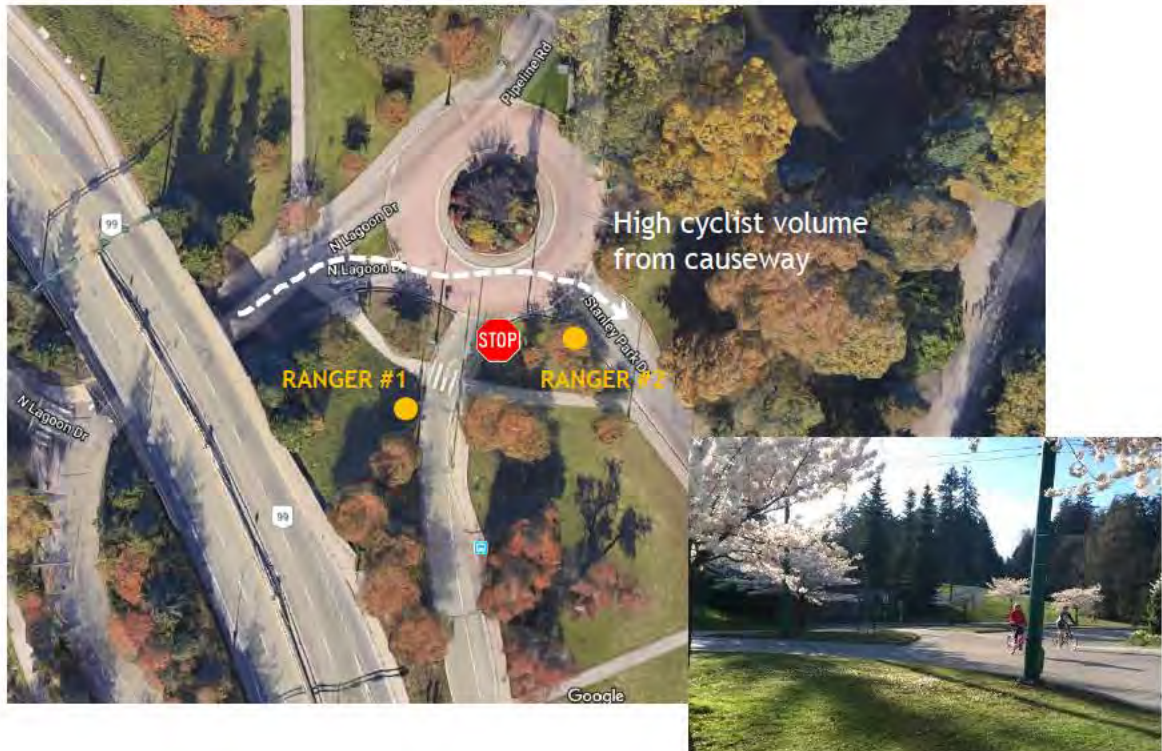 Pipeline Rd
99
N Lagoon Dr
N Lagoon Dr
High cyclist volume
from causeway
Stanley Park Dr
STOP
RANGER #1
RANGER #2
N Lagoon Dr
99
Google